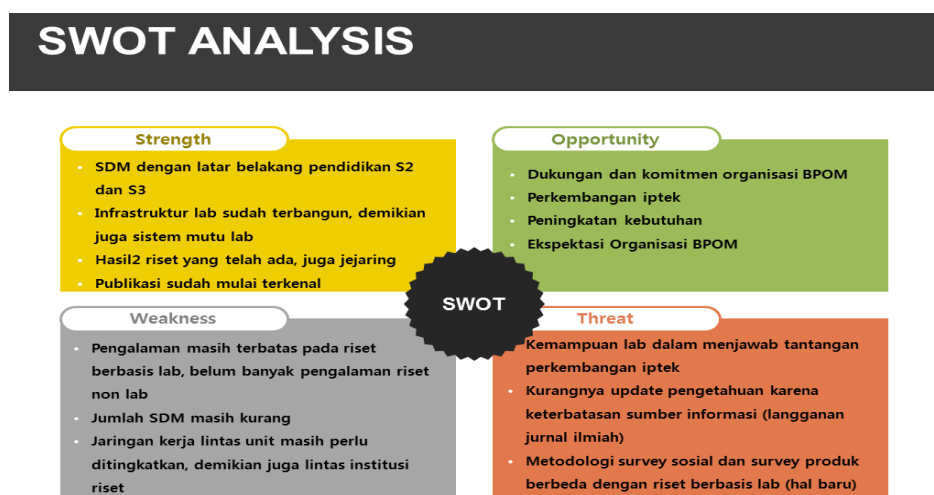 SWOT ANALYSIS
Strength
SDM dengan latar belakang pendidikan S2
dan S3
Infrastruktur lab sudah terbangun, demikian
juga sistem mutu lab
Hasil2 riset yang telah ada, juga jejaring
Publikasi sudah mulai terkenal
Opportunity
Dukungan dan komitmen organisasi BPOM
Perkembangan iptek
Peningkatan kebutuhan
Ekspektasi Organisasi BPOM
SWOT
Weakness
Pengalaman masih terbatas pada riset
berbasis lab, belum banyak pengalaman riset
non lab
Jumlah SDM masih kurang
Jaringan kerja lintas unit masih perlu
ditingkatkan, demikian juga lintas institusi
riset
Threat
Kemampuan lab dalam menjawab tantangan
perkembangan iptek
Kurangnya update pengetahuan karena
keterbatasan sumber informasi (langganan
jurnal ilmiah)
Metodologi survey sosial dan survey produk
berbeda dengan riset berbasis lab (hal baru)